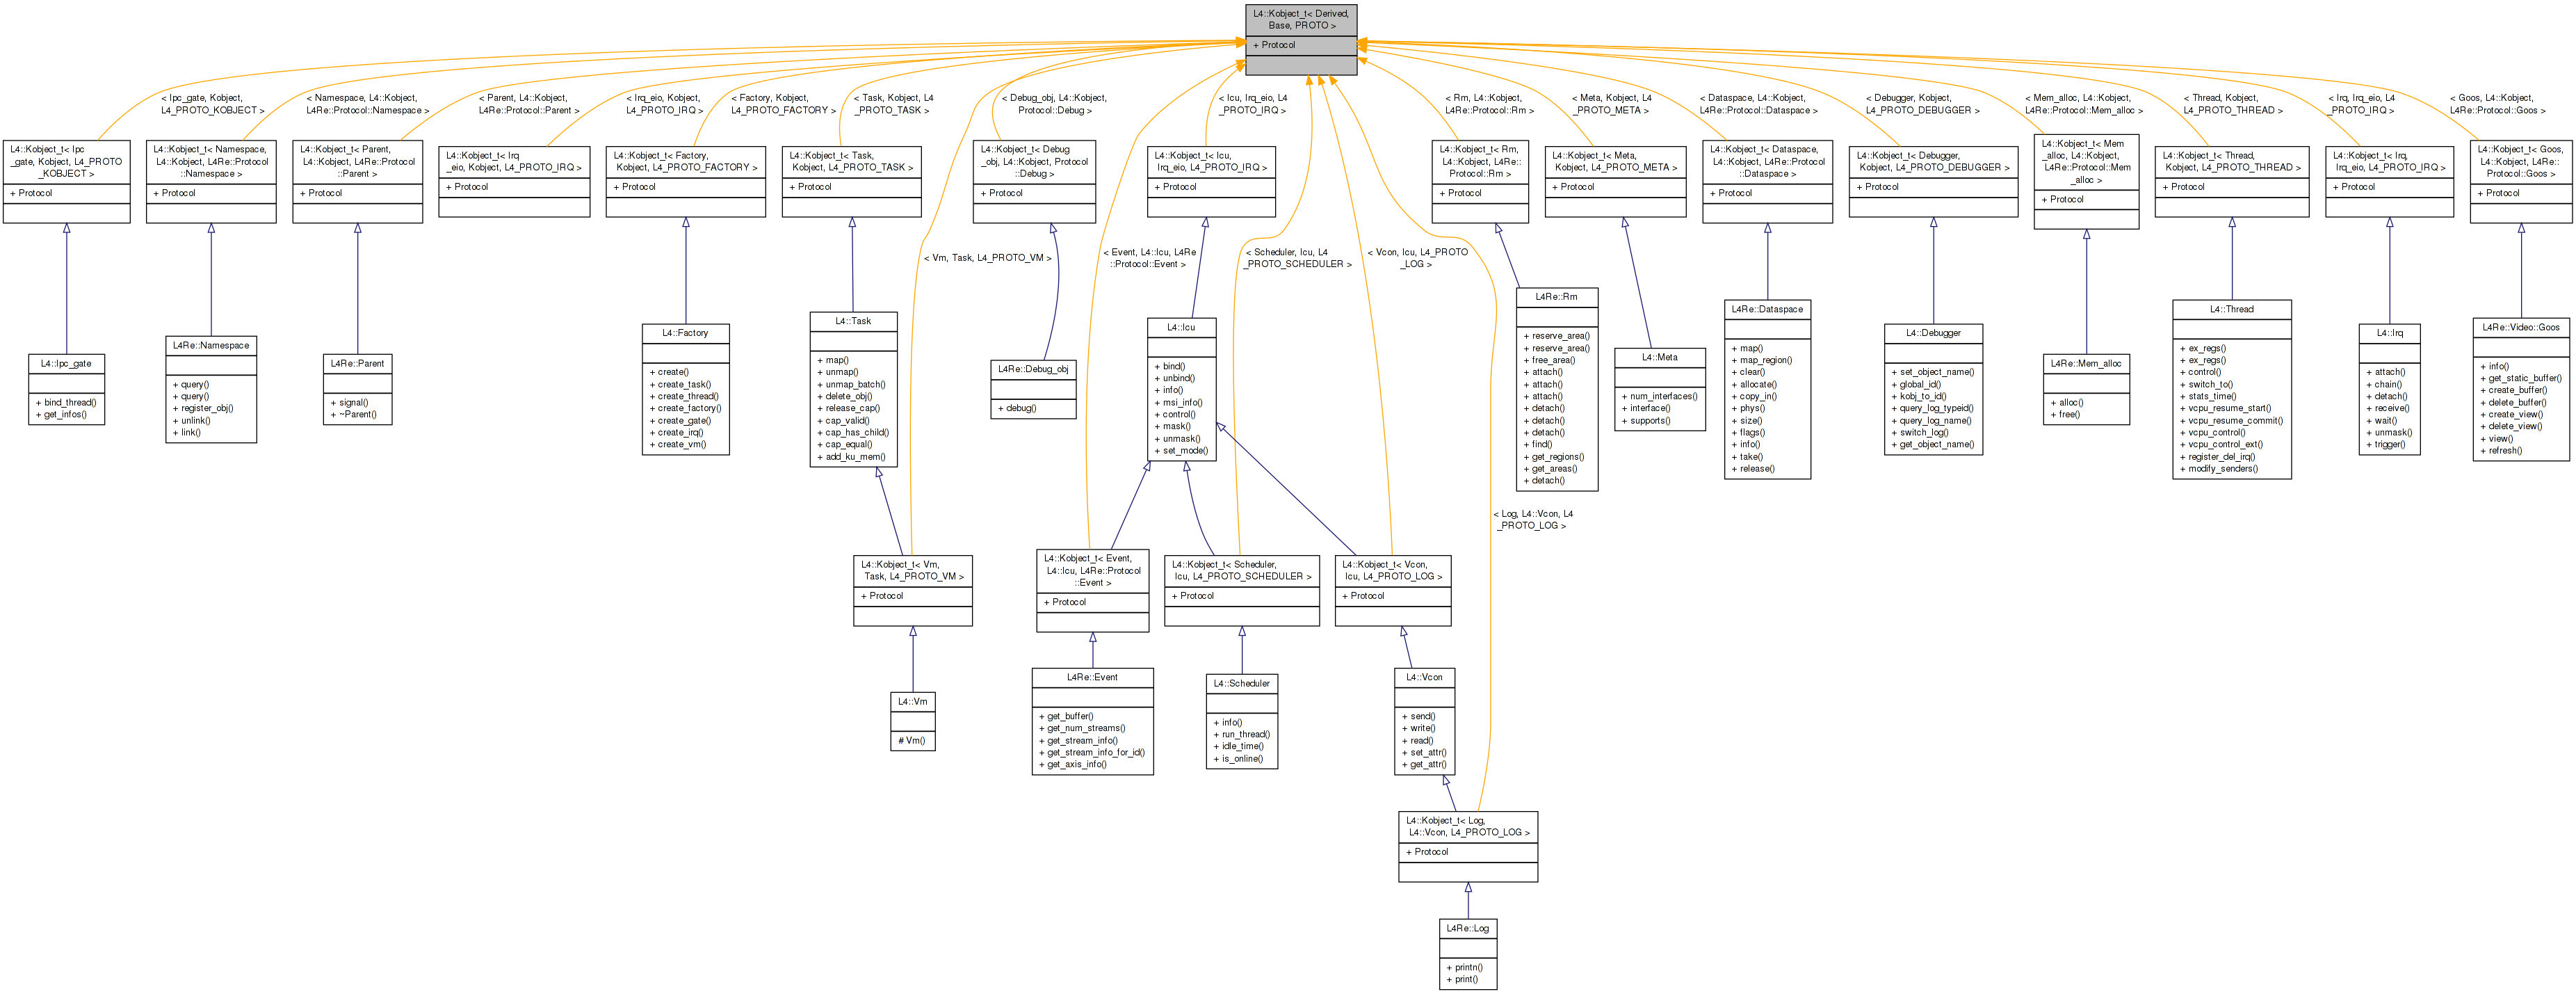 L4::Kobject_t< Derived,
Base, PROTO >
+ Protocol
< Ipc_gate, Kobject,
L4_PROTO_KOBJECT >
< Namespace, L4::Kobject,
L4Re::Protocol::Namespace >
< Parent, L4::Kobject,
L4Re::Protocol::Parent >
< Irq_eio, Kobject,
L4_PROTO_IRQ >
< Factory, Kobject,
L4_PROTO_FACTORY >
< Task, Kobject, L4
_PROTO_TASK >
< Debug_obj, L4::Kobject,
Protocol::Debug >
< Icu, Irq_eio, L4
_PROTO_IRQ >
< Rm, L4::Kobject,
L4Re::Protocol::Rm >
< Meta, Kobject, L4
_PROTO_META >
< Dataspace, L4::Kobject,
L4Re::Protocol::Dataspace >
< Debugger, Kobject,
L4_PROTO_DEBUGGER >
< Mem_alloc, L4::Kobject,
L4Re::Protocol::Mem_alloc >
< Thread, Kobject,
L4_PROTO_THREAD >
< Irq, Irq_eio, L4
_PROTO_IRQ >
< Goos, L4::Kobject,
L4Re::Protocol::Goos >
L4::Kobject_t< Ipc
_gate, Kobject, L4_PROTO
_KOBJECT >
+ Protocol
L4::Kobject_t< Namespace,
L4::Kobject, L4Re::Protocol
::Namespace >
+ Protocol
L4::Kobject_t< Parent,
L4::Kobject, L4Re::Protocol
::Parent >
+ Protocol
L4::Kobject_t< Irq
_eio, Kobject, L4_PROTO_IRQ >
+ Protocol
L4::Kobject_t< Factory,
Kobject, L4_PROTO_FACTORY >
+ Protocol
L4::Kobject_t< Task,
Kobject, L4_PROTO_TASK >
+ Protocol
L4::Kobject_t< Debug
_obj, L4::Kobject, Protocol
::Debug >
+ Protocol
L4::Kobject_t< Icu,
Irq_eio, L4_PROTO_IRQ >
+ Protocol
L4::Kobject_t< Rm,
L4::Kobject, L4Re::
Protocol::Rm >
+ Protocol
L4::Kobject_t< Meta,
Kobject, L4_PROTO_META >
+ Protocol
L4::Kobject_t< Dataspace,
L4::Kobject, L4Re::Protocol
::Dataspace >
+ Protocol
L4::Kobject_t< Debugger,
Kobject, L4_PROTO_DEBUGGER >
+ Protocol
L4::Kobject_t< Mem
_alloc, L4::Kobject,
L4Re::Protocol::Mem
_alloc >
+ Protocol
L4::Kobject_t< Thread,
Kobject, L4_PROTO_THREAD >
+ Protocol
L4::Kobject_t< Irq,
Irq_eio, L4_PROTO_IRQ >
+ Protocol
L4::Kobject_t< Goos,
L4::Kobject, L4Re::
Protocol::Goos >
+ Protocol
< Vm, Task, L4_PROTO_VM >
< Event, L4::Icu, L4Re
::Protocol::Event >
< Scheduler, Icu, L4
_PROTO_SCHEDULER >
< Vcon, Icu, L4_PROTO
_LOG >
L4::Ipc_gate
+ bind_thread()
+ get_infos()
L4Re::Namespace
+ query()
+ query()
+ register_obj()
+ unlink()
+ link()
L4Re::Parent
+ signal()
+ ~Parent()
L4::Factory
+ create()
+ create_task()
+ create_thread()
+ create_factory()
+ create_gate()
+ create_irq()
+ create_vm()
L4::Task
+ map()
+ unmap()
+ unmap_batch()
+ delete_obj()
+ release_cap()
+ cap_valid()
+ cap_has_child()
+ cap_equal()
+ add_ku_mem()
L4Re::Debug_obj
+ debug()
L4::Icu
+ bind()
+ unbind()
+ info()
+ msi_info()
+ control()
+ mask()
+ unmask()
+ set_mode()
L4Re::Rm
+ reserve_area()
+ reserve_area()
+ free_area()
+ attach()
+ attach()
+ attach()
+ detach()
+ detach()
+ detach()
+ find()
+ get_regions()
+ get_areas()
+ detach()
L4::Meta
+ num_interfaces()
+ interface()
+ supports()
L4Re::Dataspace
+ map()
+ map_region()
+ clear()
+ allocate()
+ copy_in()
+ phys()
+ size()
+ flags()
+ info()
+ take()
+ release()
L4::Debugger
+ set_object_name()
+ global_id()
+ kobj_to_id()
+ query_log_typeid()
+ query_log_name()
+ switch_log()
+ get_object_name()
L4Re::Mem_alloc
+ alloc()
+ free()
L4::Thread
+ ex_regs()
+ ex_regs()
+ control()
+ switch_to()
+ stats_time()
+ vcpu_resume_start()
+ vcpu_resume_commit()
+ vcpu_control()
+ vcpu_control_ext()
+ register_del_irq()
+ modify_senders()
L4::Irq
+ attach()
+ chain()
+ detach()
+ receive()
+ wait()
+ unmask()
+ trigger()
L4Re::Video::Goos
+ info()
+ get_static_buffer()
+ create_buffer()
+ delete_buffer()
+ create_view()
+ delete_view()
+ view()
+ refresh()
< Log, L4::Vcon, L4
_PROTO_LOG >
L4::Kobject_t< Vm,
Task, L4_PROTO_VM >
+ Protocol
L4::Kobject_t< Event,
L4::Icu, L4Re::Protocol
::Event >
+ Protocol
L4::Kobject_t< Scheduler,
Icu, L4_PROTO_SCHEDULER >
+ Protocol
L4::Kobject_t< Vcon,
Icu, L4_PROTO_LOG >
+ Protocol
L4::Vm
# Vm()
L4Re::Event
+ get_buffer()
+ get_num_streams()
+ get_stream_info()
+ get_stream_info_for_id()
+ get_axis_info()
L4::Scheduler
+ info()
+ run_thread()
+ idle_time()
+ is_online()
L4::Vcon
+ send()
+ write()
+ read()
+ set_attr()
+ get_attr()
L4::Kobject_t< Log,
L4::Vcon, L4_PROTO_LOG >
+ Protocol
L4Re::Log
+ printn()
+ print()